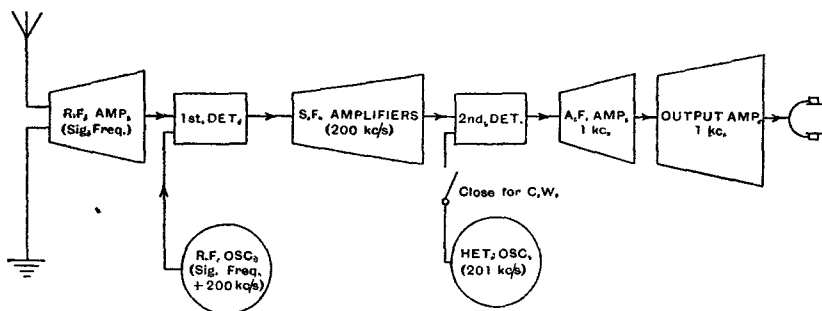 R.F. AMP.
(Sig. Freq.)
1st. DET.
S.F. AMPLIFIERS
(200 kc/s)
2nd. DET.
A.F. AMP.
1 kc.
OUTPUT AMP.
1 kc.
Close for C.W.
R.F. OSC.
(Sig. Freq.
+ 200 kc/s)
HET. OSC.
(201 kc/s)